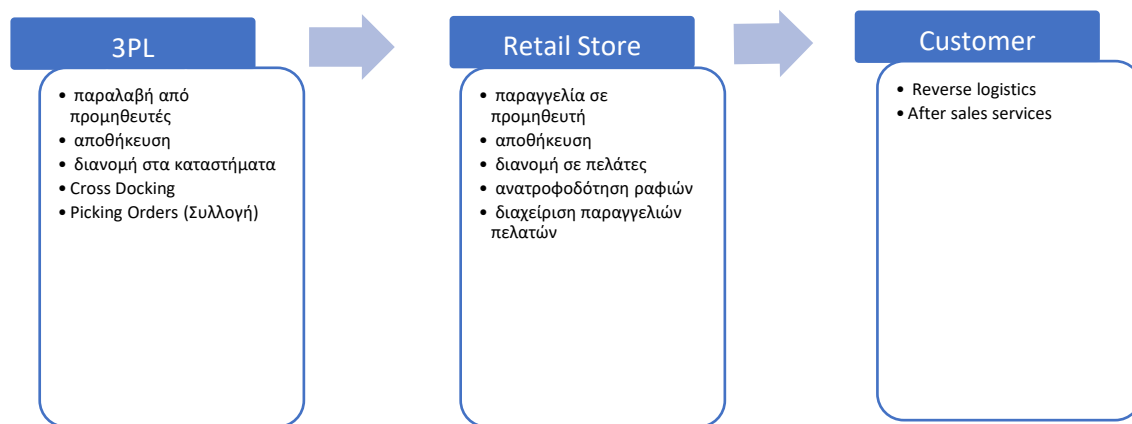 3PL
• παραλαβή από
προμηθευτές
• αποθήκευση
• διανομή στα καταστήματα
• Cross Docking
• Picking Orders (Συλλογή)
Retail Store
• παραγγελία σε
προμηθευτή
• αποθήκευση
• διανομή σε πελάτες
• ανατροφοδότηση ραφιών
• διαχείριση παραγγελιών
πελατών
Customer
• Reverse logistics
• After sales services